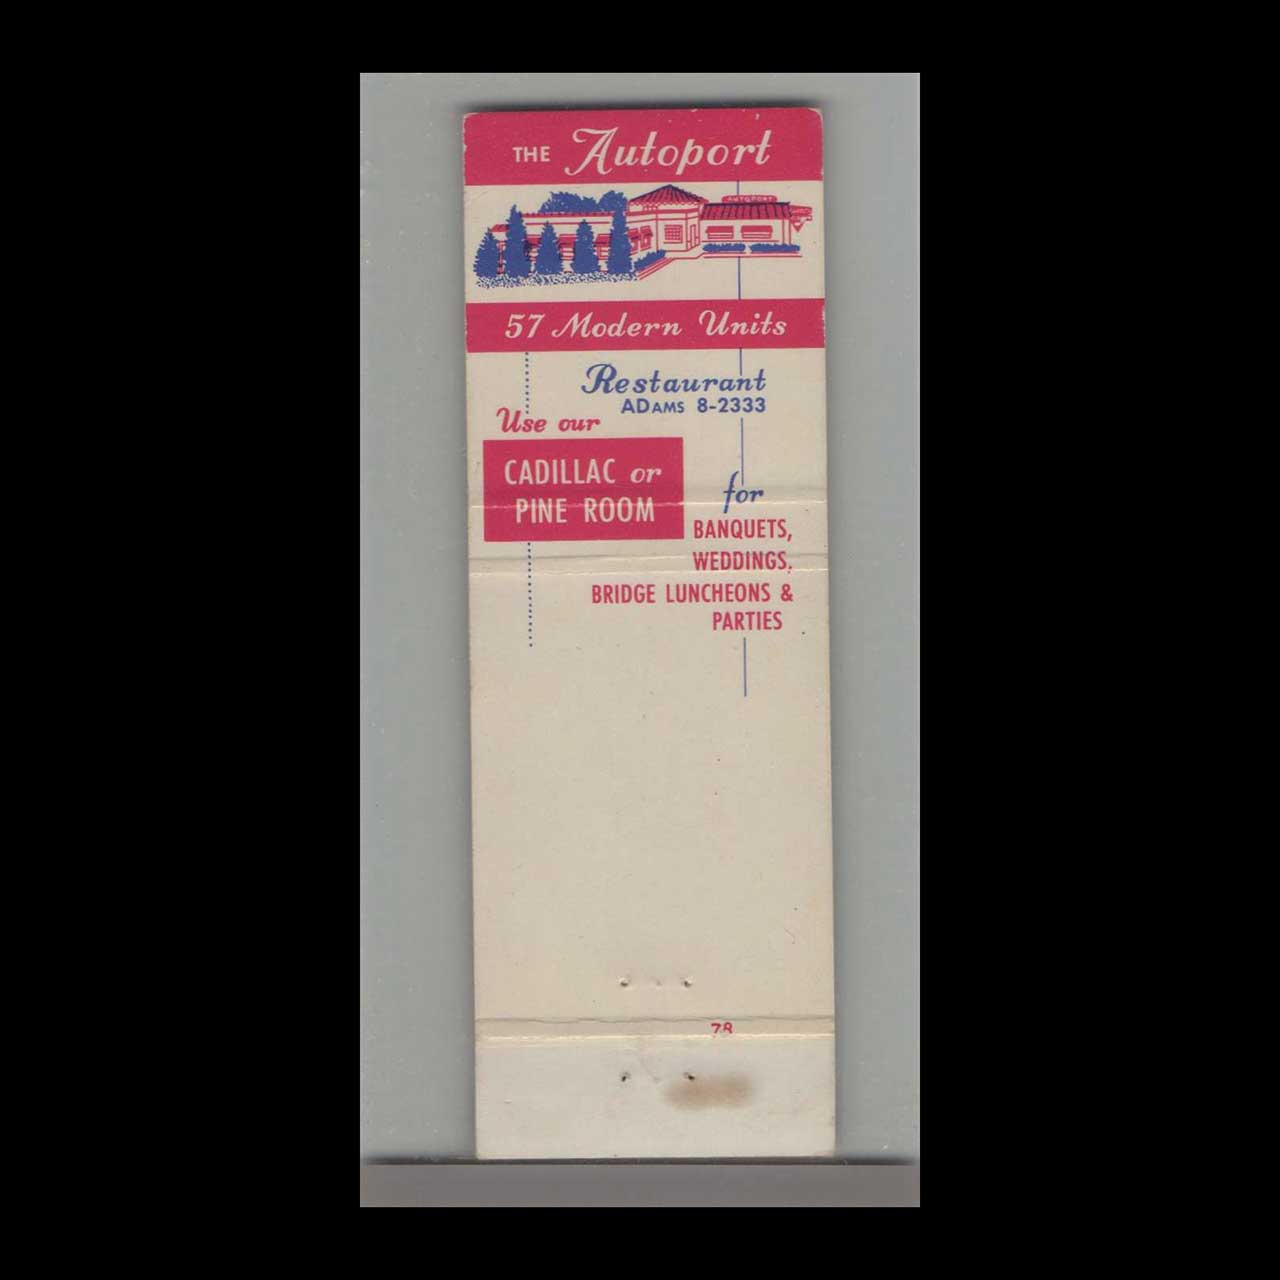 THE Autoport
AUTOPORT
57 Modern Units
Restaurant
ADAMS 8-2333
Use our
CADILLAC or
PINE ROOM
for
BANQUETS,
WEDDINGS,
BRIDGE LUNCHEONS &
PARTIES
78